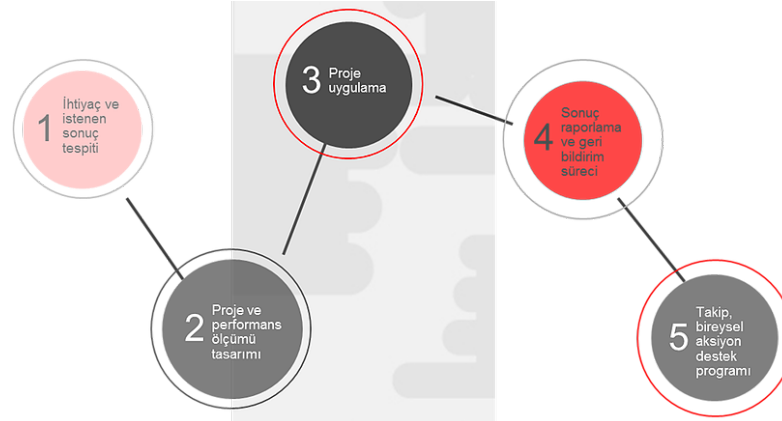 1
İhtiyaç ve
istenen
sonuç
tespiti
2
Proje ve
performans
ölçümü
tasarımı
3
Proje
uygulama
4
Sonuç
raporlama
ve geri
bildirim
süreci
5
Takip,
bireysel
aksiyon
destek
programı